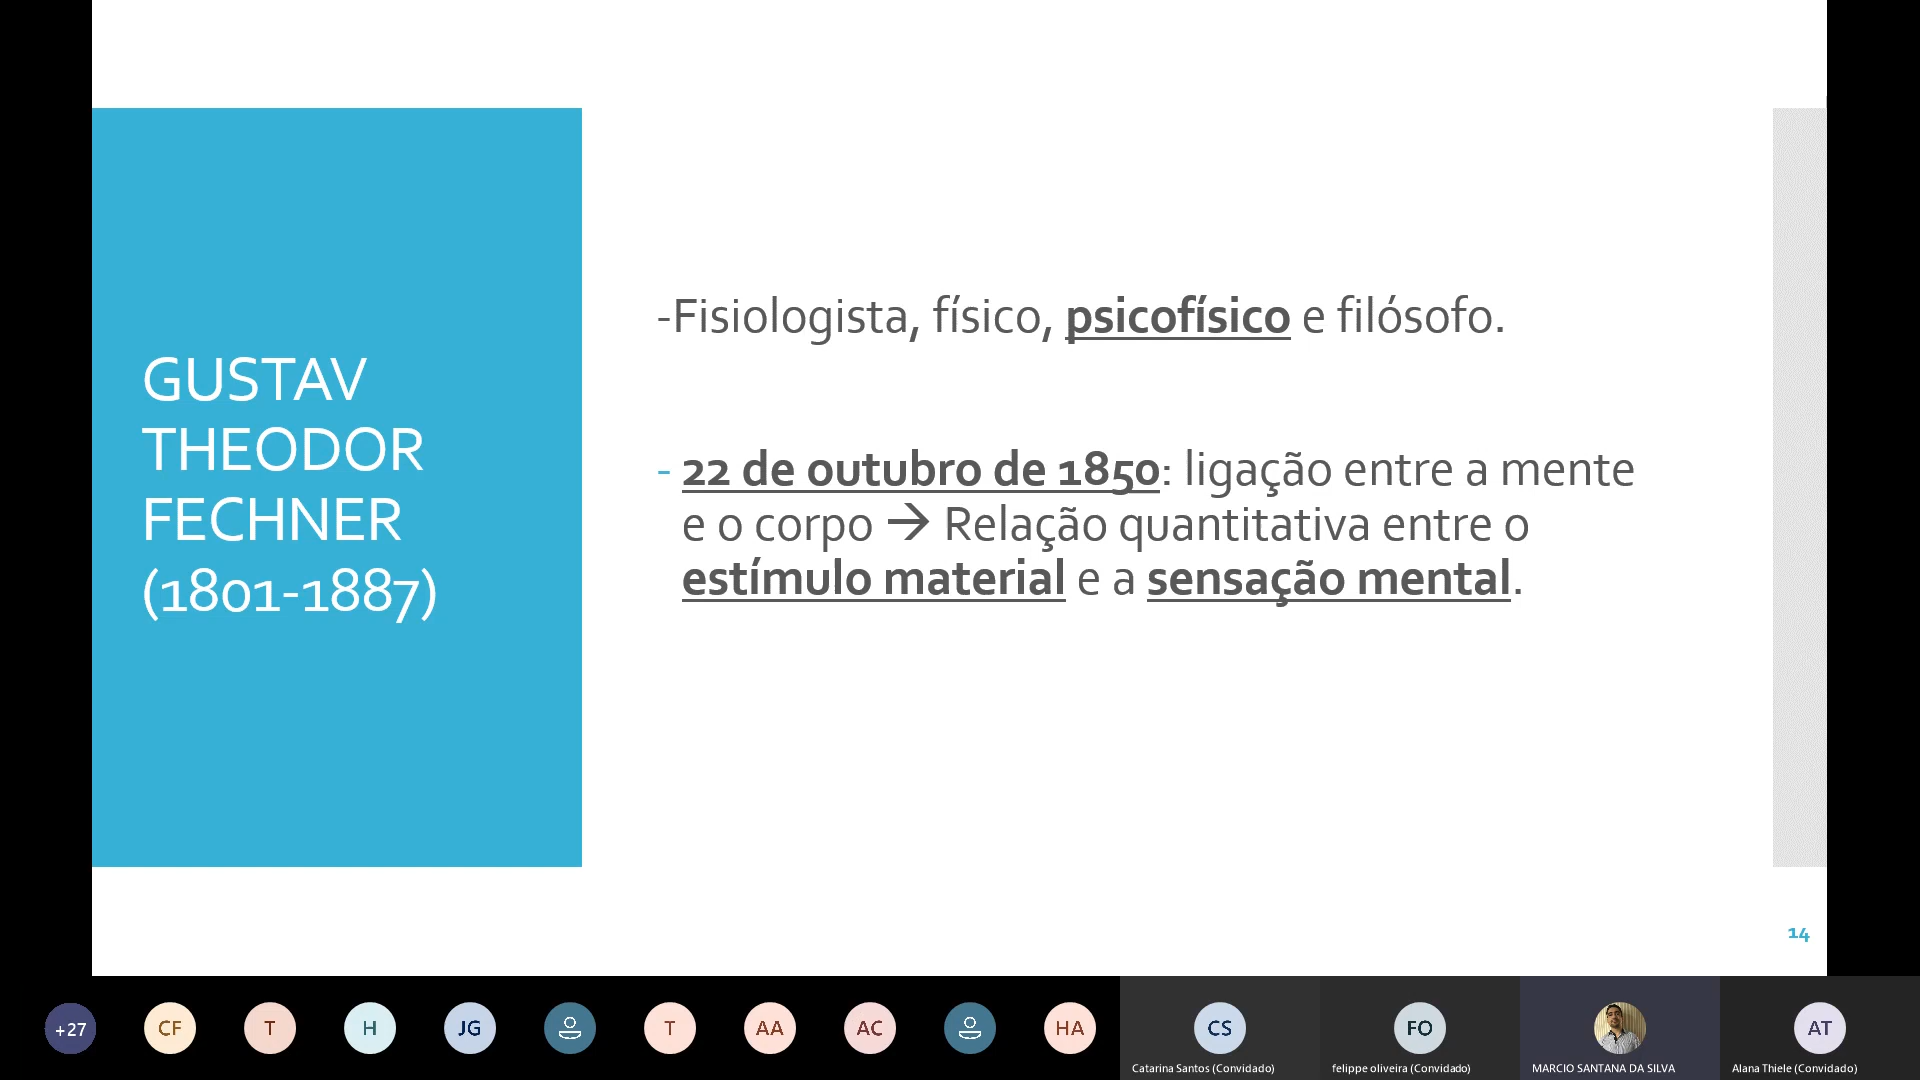 GUSTAV
THEODOR
FECHNER
(1801-1887)
-Fisiologista, físico, psicofísico e filósofo.
- 22 de outubro de 1850: ligação entre a mente
e o corpo → Relação quantitativa entre o
estímulo material e a sensação mental.
14
+27
CF
T
H
JG
T
AA
AC
HA
CS
FO
AT
Catarina Santos (Convidado)
felippe oliveira (Convidado)
MARCIO SANTANA DA SILVA
Alana Thiele (Convidado)